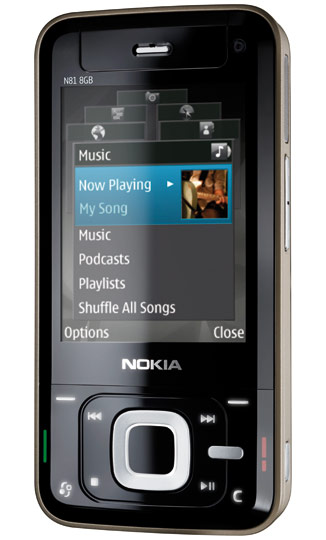 N81 8GB
Music
Now Playing
My Song
Music
Podcasts
Playlists
Shuffle All Songs
Options Close
NOKIA
C